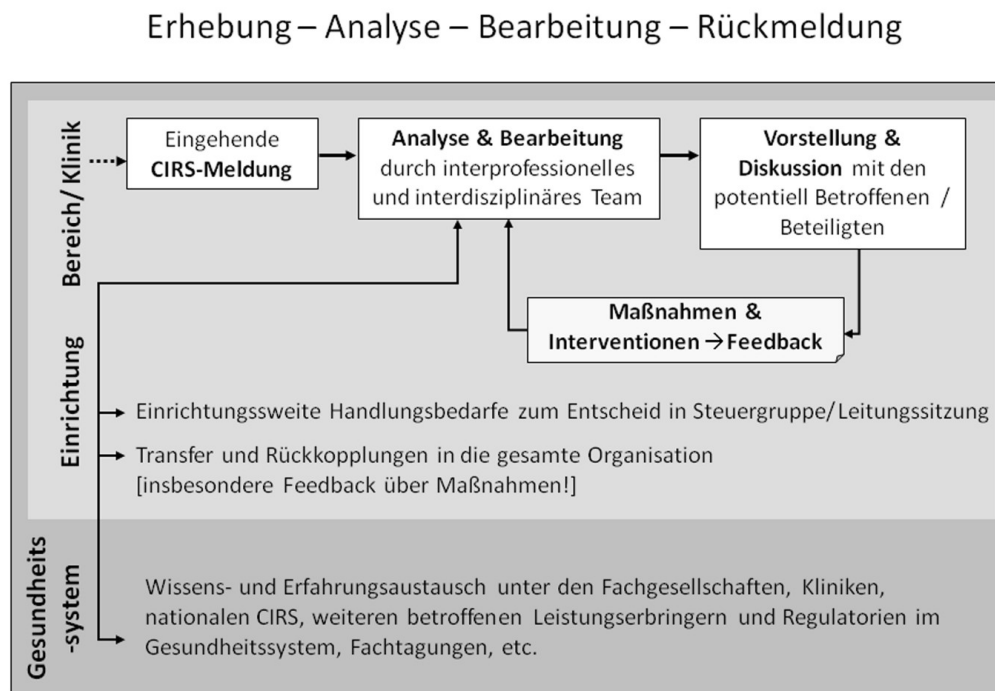 Erhebung – Analyse – Bearbeitung – Rückmeldung
Bereich/ Klinik
Eingehende
CIRS-Meldung
Analyse & Bearbeitung
durch interprofessionelles
und interdisziplinäres Team
Vorstellung &
Diskussion mit den
potentiell Betroffenen /
Beteiligten
Maßnahmen &
Interventionen → Feedback
Einrichtung
Einrichtungssweite Handlungsbedarfe zum Entscheid in Steuergruppe/Leitungssitzung
Transfer und Rückkopplungen in die gesamte Organisation
[insbesondere Feedback über Maßnahmen!]
Gesundheits
-system
Wissens- und Erfahrungsaustausch unter den Fachgesellschaften, Kliniken,
nationalen CIRS, weiteren betroffenen Leistungserbringern und Regulatorien im
Gesundheitssystem, Fachtagungen, etc.